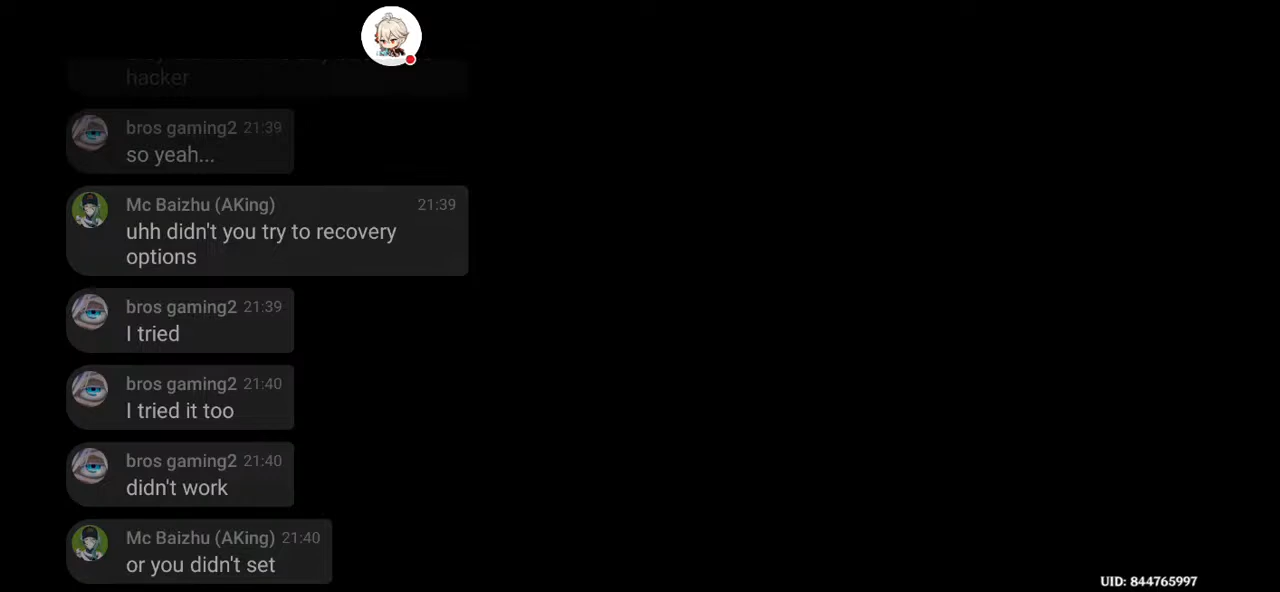 hacker
bros gaming2 21:39
so yeah...
Mc Baizhu (AKing) 21:39
uhh didn't you try to recovery
options
bros gaming2 21:39
I tried
bros gaming2 21:40
I tried it too
bros gaming2 21:40
didn't work
Mc Baizhu (AKing) 21:40
or you didn't set
UID: 844765997